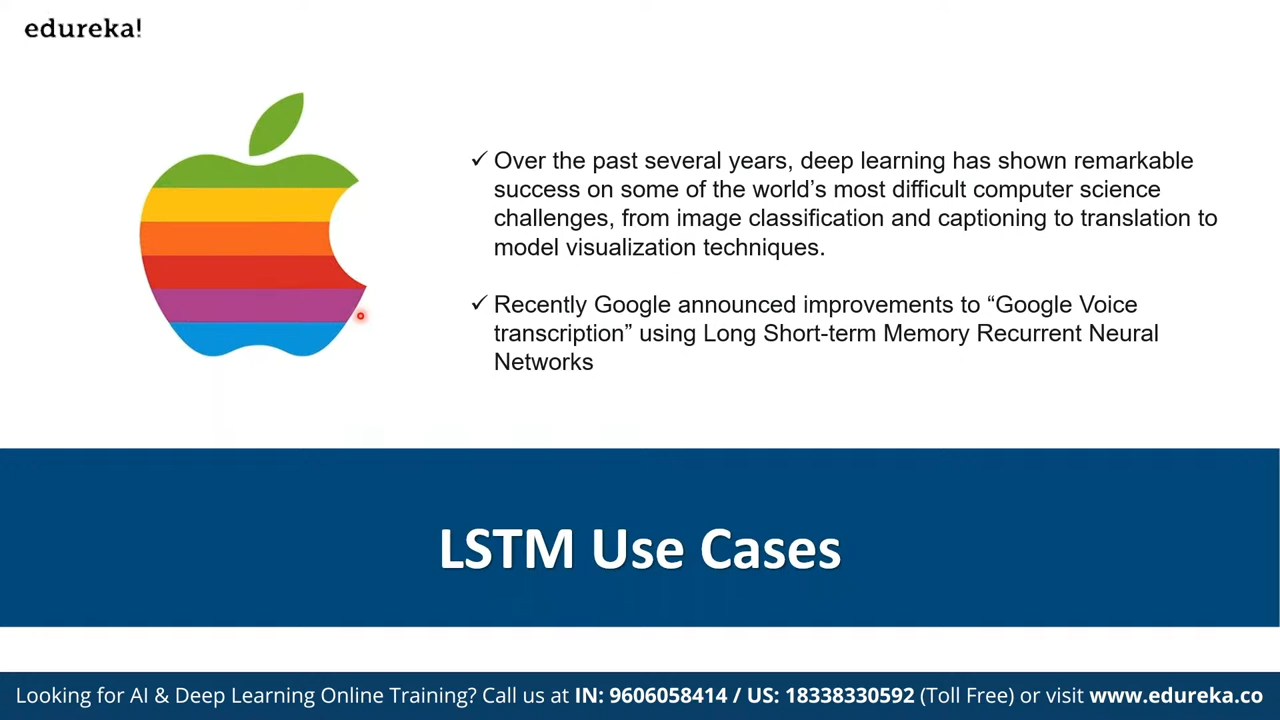 edureka!
✓ Over the past several years, deep learning has shown remarkable
success on some of the world’s most difficult computer science
challenges, from image classification and captioning to translation to
model visualization techniques.
✓ Recently Google announced improvements to “Google Voice
transcription” using Long Short-term Memory Recurrent Neural
Networks
LSTM Use Cases
Looking for AI & Deep Learning Online Training? Call us at IN: 9606058414 / US: 18338330592 (Toll Free) or visit www.edureka.co